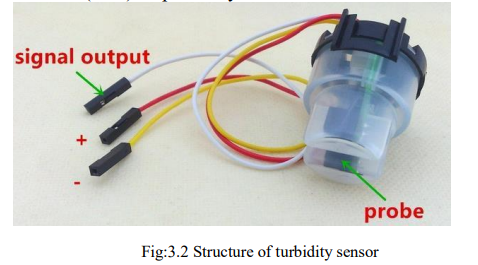 signal output
+
-
probe
Fig:3.2 Structure of turbidity sensor